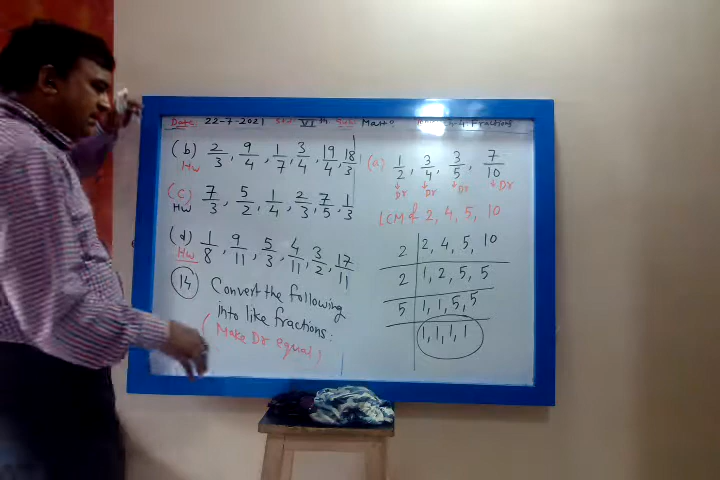 Date 22-7-2021 Std VI th Sub Maths Fractions
(b) 2/3, 9/4, 1/7, 3/4, 19/4, 18/3
Hw
(c) 7/3, 5/2, 1/4, 2/3, 7/5, 1/3
Hw
(d) 1/8, 9/11, 5/3, 4/11, 3/2, 17/11
Hw
14 Convert the following
into like fractions:
(Make Dr equal)
(a) 1/2, 3/4, 3/5, 7/10
Dr Dr Dr Dr
LCM of 2, 4, 5, 10
2 | 2, 4, 5, 10
2 | 1, 2, 5, 5
5 | 1, 1, 5, 5
1, 1, 1, 1